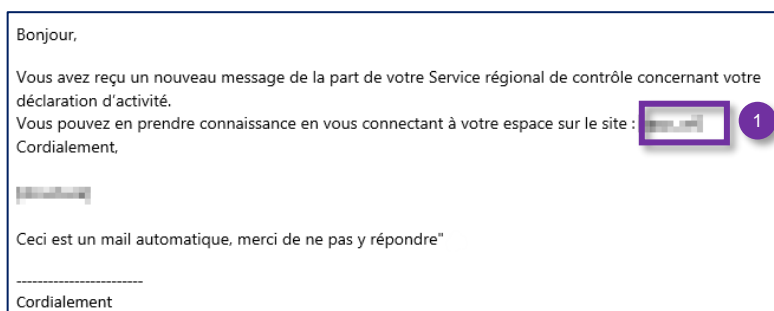 Bonjour,
Vous avez reçu un nouveau message de la part de votre Service régional de contrôle concernant votre
déclaration d'activité.
Vous pouvez en prendre connaissance en vous connectant à votre espace sur le site :
1
Cordialement,
Ceci est un mail automatique, merci de ne pas y répondre"
------------------------
Cordialement